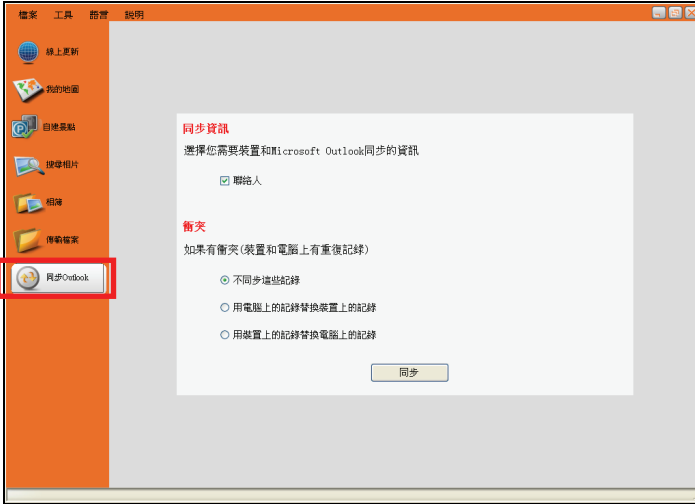 檔案 工具 語言 說明
線上更新
我的地圖
自建景點
搜尋相片
相簿
傳輸檔案
同步Outlook
同步資訊
選擇您需要裝置和Microsoft Outlook同步的資訊
聯絡人
衝突
如果有衝突(裝置和電腦上有重復記錄)
不同步這些記錄
用電腦上的記錄替換裝置上的記錄
用裝置上的記錄替換電腦上的記錄
同步